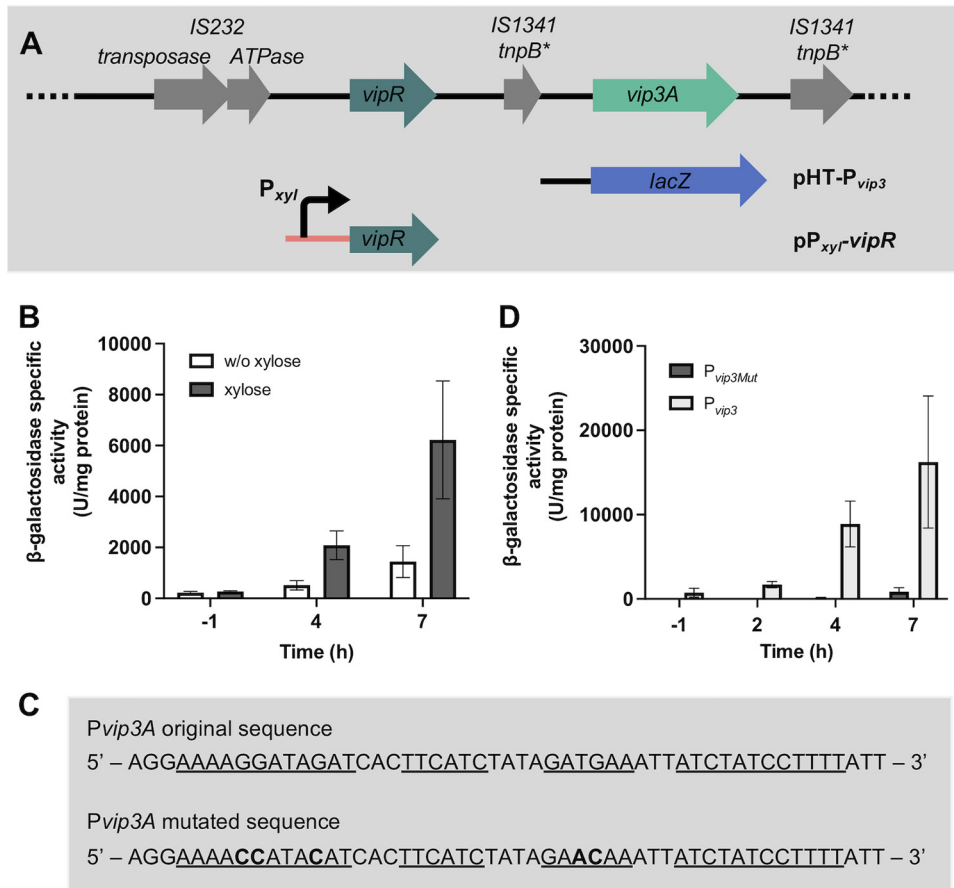 A
IS232
transposase ATPase
IS1341
tnpB*
IS1341
tnpB*
vipR
vip3A
lacZ
pHT-Pvip3
Pxyl
vipR
pPxyl-vipR
B
β-galactosidase specific
activity
(U/mg protein)
10000
8000
6000
4000
2000
0
w/o xylose
xylose
-1 4 7
Time (h)
D
β-galactosidase specific
activity
(U/mg protein)
30000
20000
10000
0
Pvip3Mut
Pvip3
-1 2 4 7
Time (h)
C
Pvip3A original sequence
5’ – AGGAAAAGGATAGATCACTTCATCTATAGATGAAATTATCTATCCTTTTATT – 3’
Pvip3A mutated sequence
5’ – AGGAAAACCATACATCACTTCATCTATAGAACAAATTATCTATCCTTTTATT – 3’